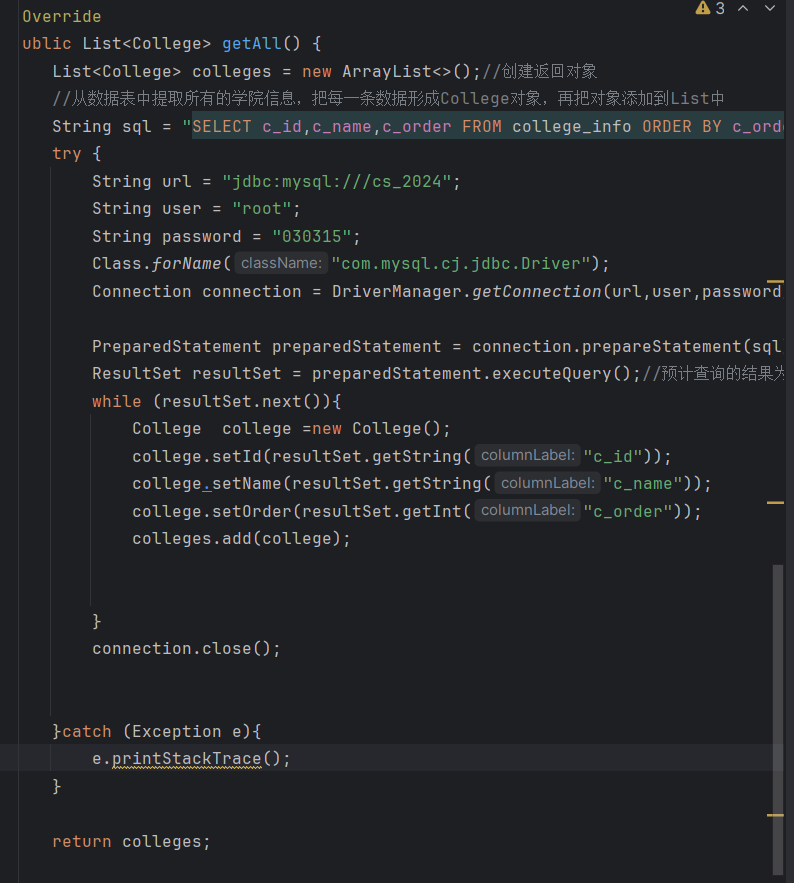 3
Override
ublic List<College> getAll() {
List<College> colleges = new ArrayList<>();//创建返回对象
//从数据表中提取所有的学院信息，把每一条数据形成College对象，再把对象添加到List中
String sql = "SELECT c_id,c_name,c_order FROM college_info ORDER BY c_ord
try {
String url = "jdbc:mysql:///cs_2024";
String user = "root";
String password = "030315";
Class.forName( className: "com.mysql.cj.jdbc.Driver");
Connection connection = DriverManager.getConnection(url,user,password
PreparedStatement preparedStatement = connection.prepareStatement(sql
ResultSet resultSet = preparedStatement.executeQuery();//预计查询的结果为
while (resultSet.next()){
College  college =new College();
college.setId(resultSet.getString( columnLabel: "c_id"));
college.setName(resultSet.getString( columnLabel: "c_name"));
college.setOrder(resultSet.getInt( columnLabel: "c_order"));
colleges.add(college);
}
connection.close();
}catch (Exception e){
e.printStackTrace();
}
return colleges;